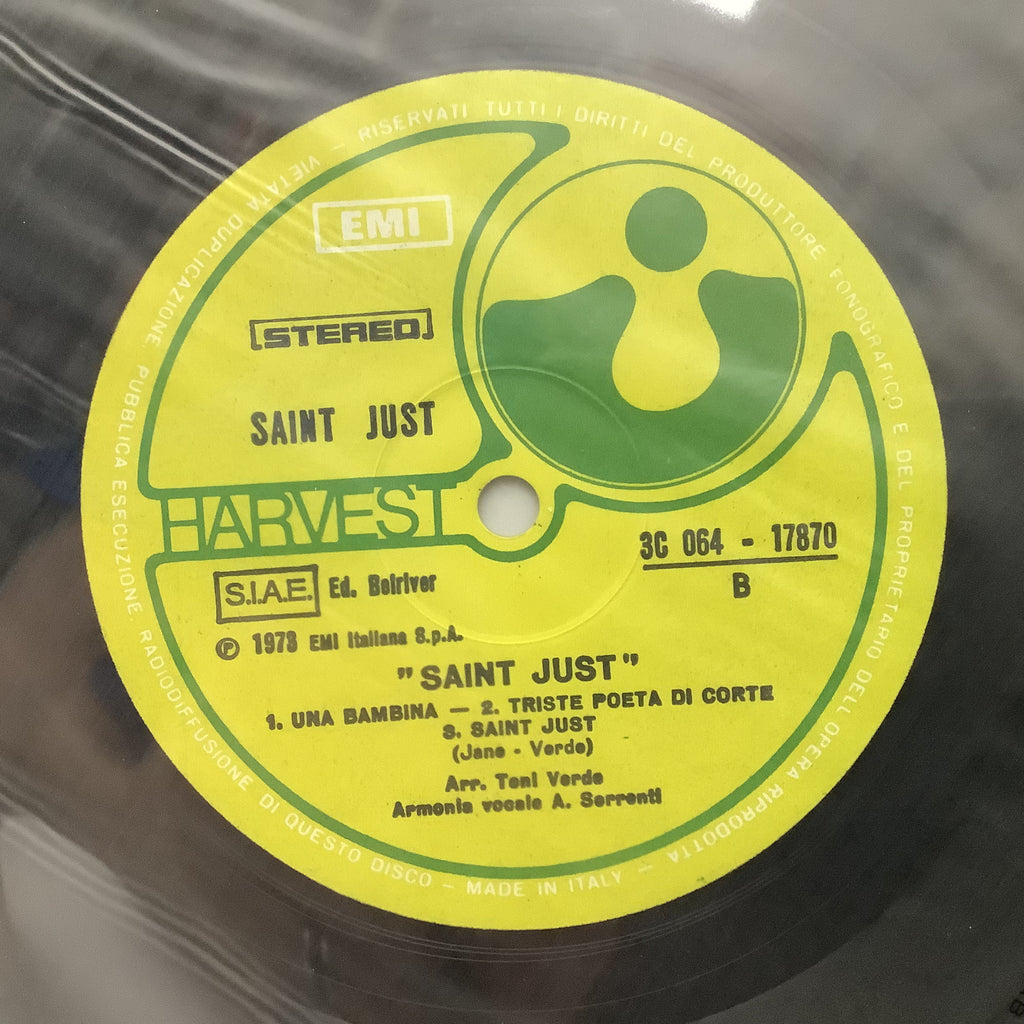 VIETATA DUPLICAZIONE PUBBLICA ESECUZIONE. RADIODIFFUSIONE DI QUESTO DISCO – MADE IN ITALY – RISERVATI TUTTI I DIRITTI DEL PRODUTTORE FONOGRAFICO E DEL PROPRIETARIO DELL OPERA RIPRODOTTA
EMI
STEREO
SAINT JUST
HARVEST
3C 064 - 17870
B
S.I.A.E. Ed. Belriver
℗ 1973 EMI Italiana S.p.A.
"SAINT JUST"
1. UNA BAMBINA — 2. TRISTE POETA DI CORTE
3. SAINT JUST
(Jane - Verde)
Arr. Toni Verde
Armonia vocale A. Sorrenti